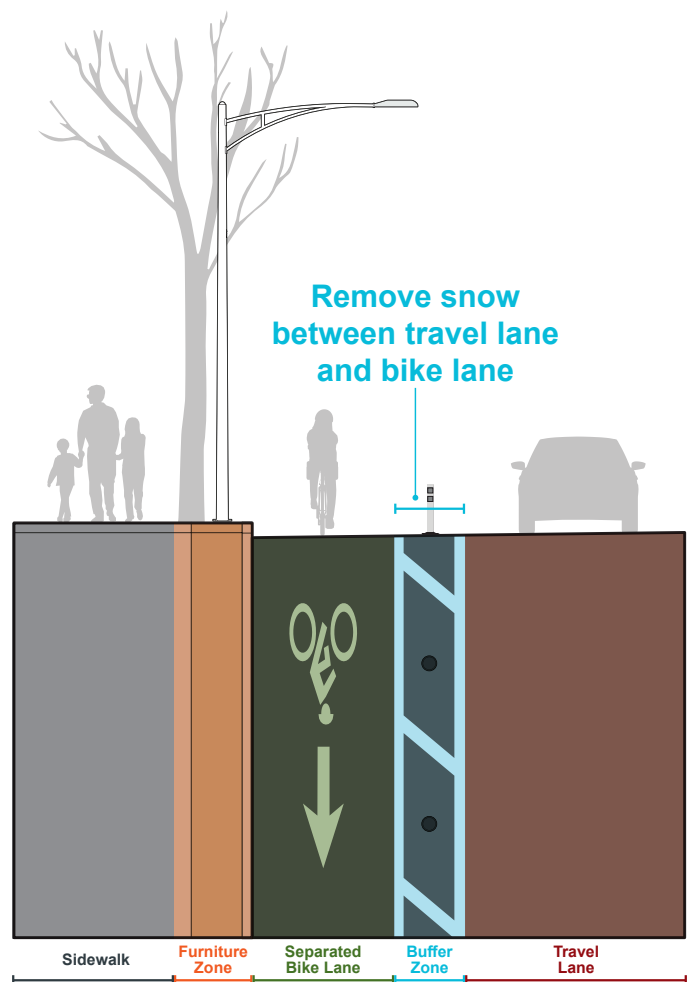 Remove snow
between travel lane
and bike lane
Sidewalk
Furniture
Zone
Separated
Bike Lane
Buffer
Zone
Travel
Lane